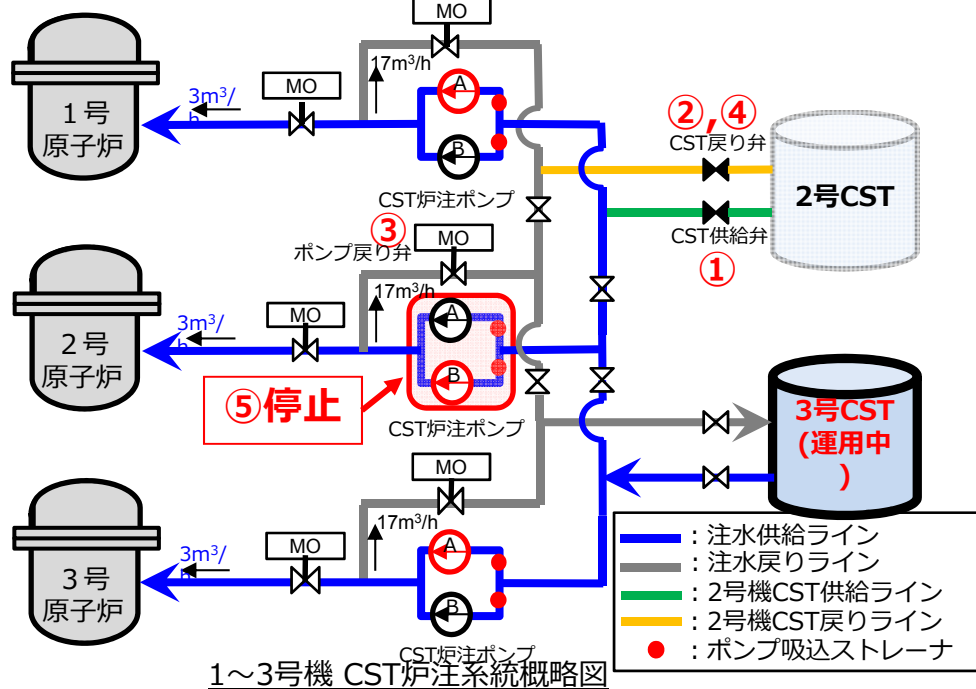 MO
17m³/h
MO
3m³/h
A
B
1号
原子炉
CST炉注ポンプ
②,④
CST戻り弁
2号CST
CST供給弁
①
③
MO
ポンプ戻り弁
17m³/h
MO
3m³/h
A
B
2号
原子炉
⑤停止
CST炉注ポンプ
3号CST
(運用中
)
MO
17m³/h
MO
3m³/h
A
B
3号
原子炉
CST炉注ポンプ
：注水供給ライン
：注水戻りライン
：2号機CST供給ライン
：2号機CST戻りライン
：ポンプ吸込ストレーナ
1～3号機 CST炉注系統概略図